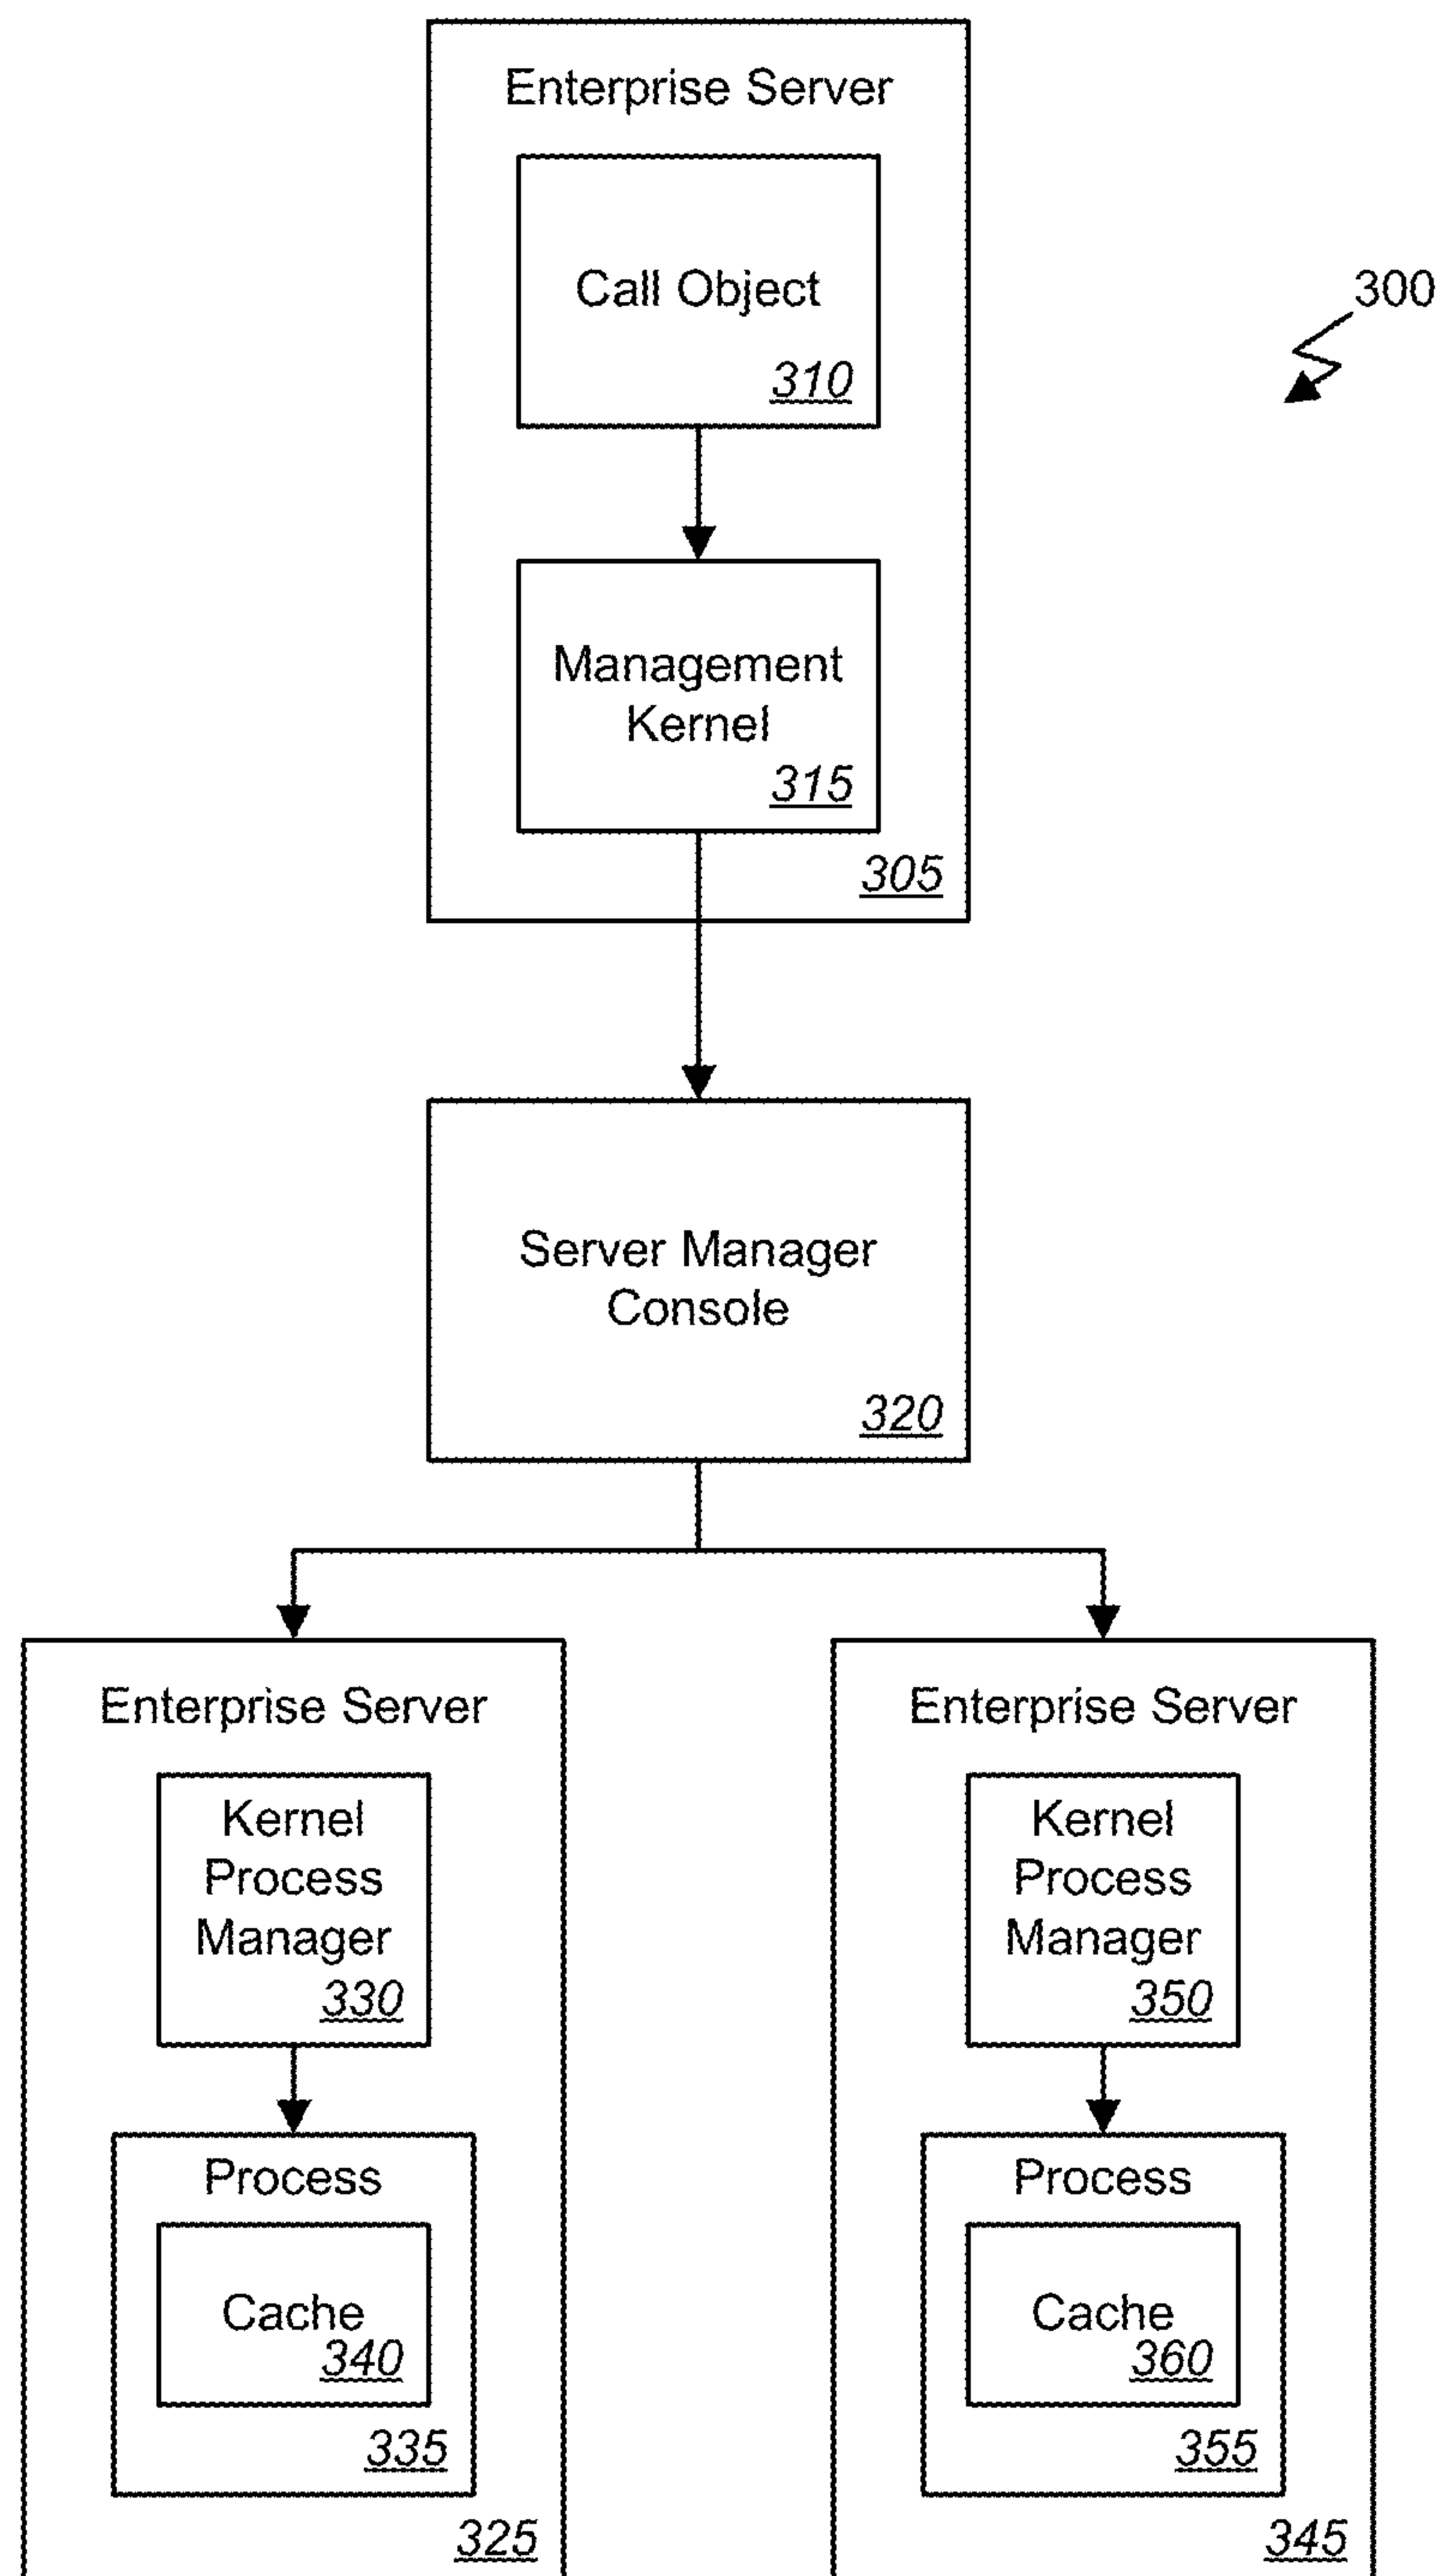 Enterprise Server
Call Object
310
300
Management
Kernel
315
305
Server Manager
Console
320
Enterprise Server
Kernel
Process
Manager
330
Process
Cache
340
335
325
Enterprise Server
Kernel
Process
Manager
350
Process
Cache
360
355
345